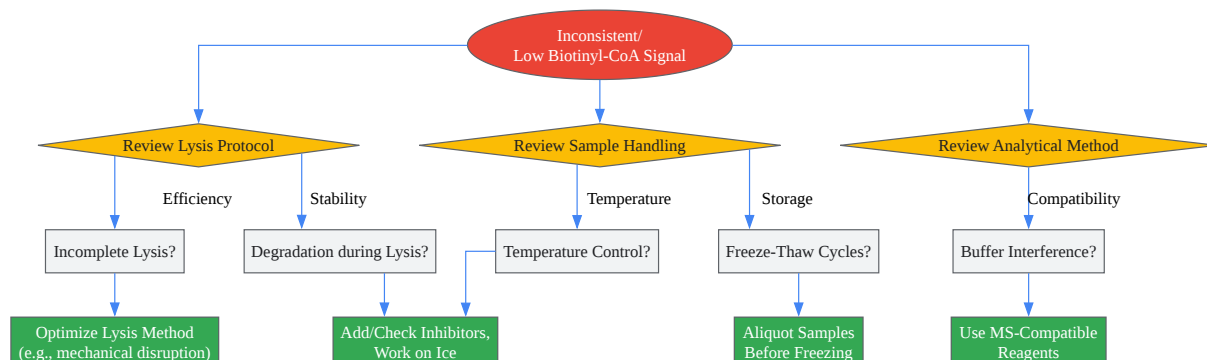 Inconsistent/
Low Biotinyl-CoA Signal
Review Lysis Protocol
Review Sample Handling
Review Analytical Method
Efficiency
Stability
Temperature
Storage
Compatibility
Incomplete Lysis?
Degradation during Lysis?
Temperature Control?
Freeze-Thaw Cycles?
Buffer Interference?
Optimize Lysis Method
(e.g., mechanical disruption)
Add/Check Inhibitors,
Work on Ice
Aliquot Samples
Before Freezing
Use MS-Compatible
Reagents